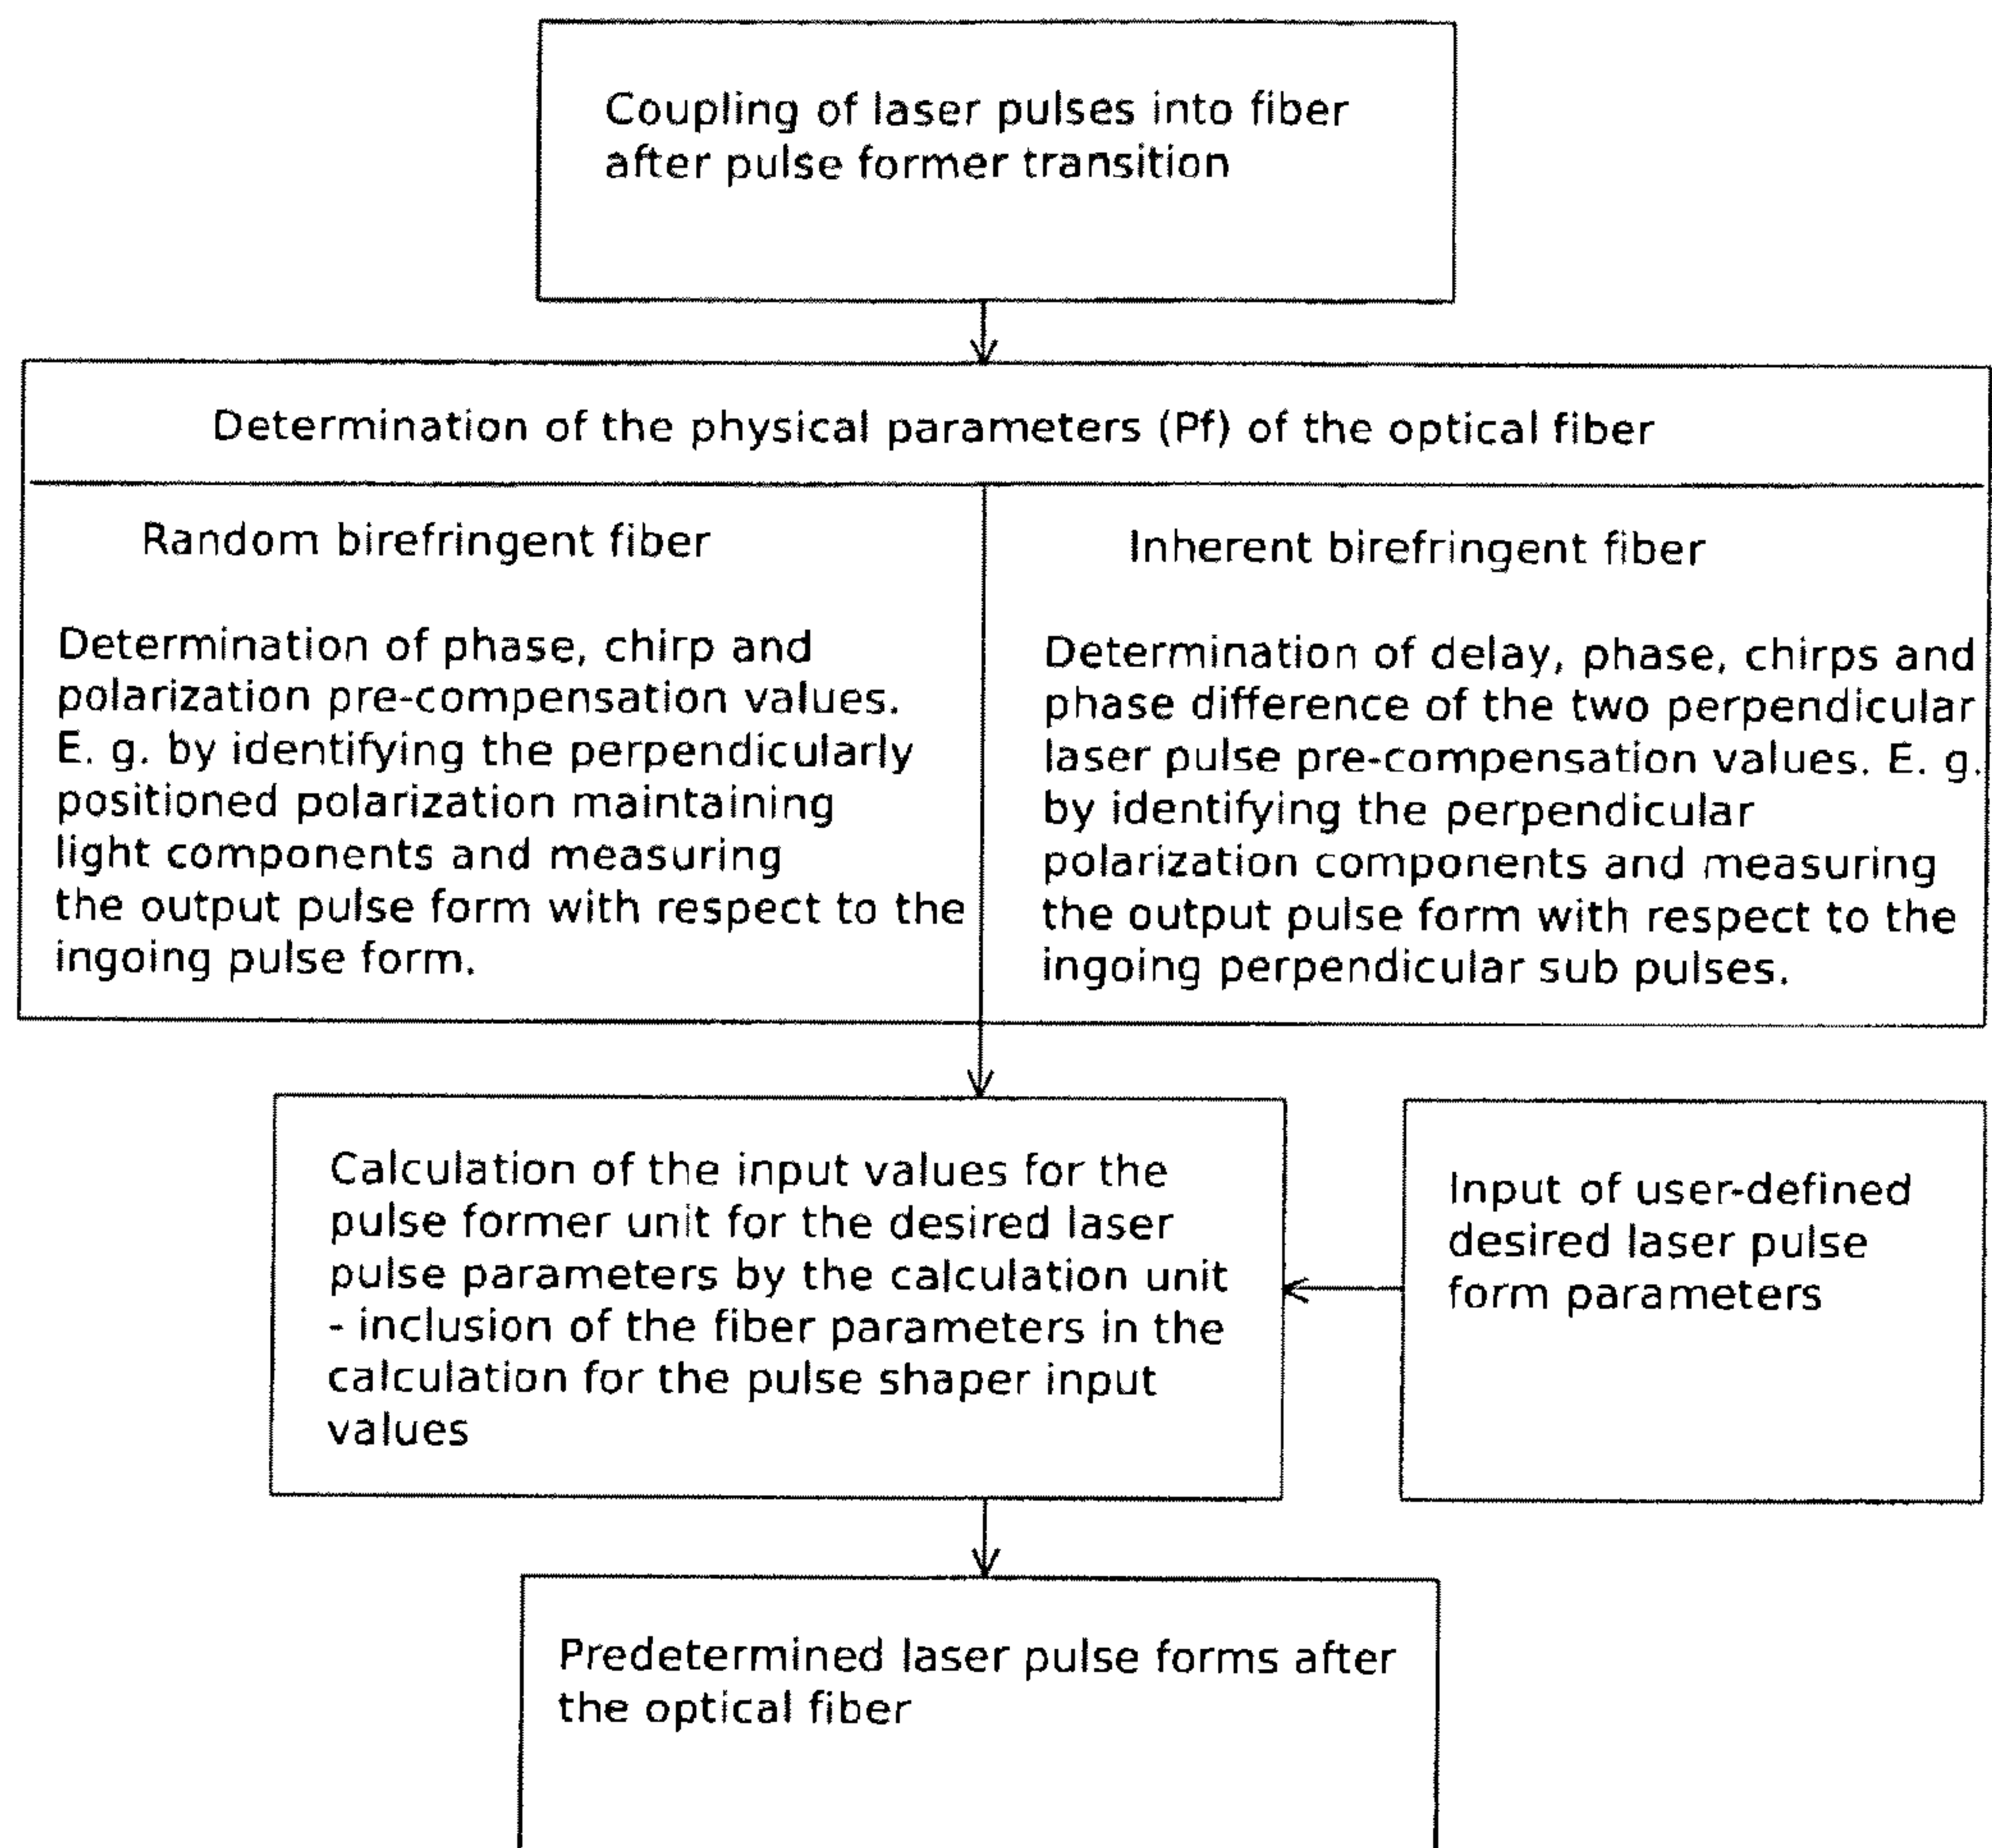 Coupling of laser pulses into fiber
after pulse former transition
Determination of the physical parameters (Pf) of the optical fiber
Random birefringent fiber
Determination of phase, chirp and
polarization pre-compensation values.
E. g. by identifying the perpendicularly
positioned polarization maintaining
light components and measuring
the output pulse form with respect to the
ingoing pulse form.
Inherent birefringent fiber
Determination of delay, phase, chirps and
phase difference of the two perpendicular
laser pulse pre-compensation values. E. g.
by identifying the perpendicular
polarization components and measuring
the output pulse form with respect to the
ingoing perpendicular sub pulses.
Calculation of the input values for the
pulse former unit for the desired laser
pulse parameters by the calculation unit
- inclusion of the fiber parameters in the
calculation for the pulse shaper input
values
Input of user-defined
desired laser pulse
form parameters
Predetermined laser pulse forms after
the optical fiber